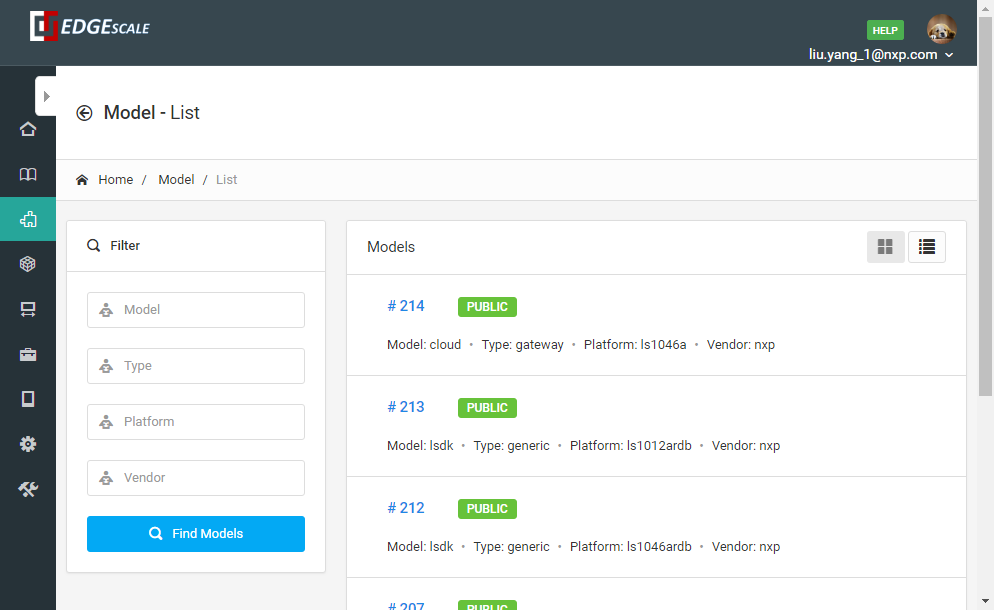 EDGESCALE
HELP
liu.yang_1@nxp.com
Model - List
Home / Model / List
Filter
Model
Type
Platform
Vendor
Find Models
Models
# 214 PUBLIC
Model: cloud • Type: gateway • Platform: ls1046a • Vendor: nxp
# 213 PUBLIC
Model: lsdk • Type: generic • Platform: ls1012ardb • Vendor: nxp
# 212 PUBLIC
Model: lsdk • Type: generic • Platform: ls1046ardb • Vendor: nxp
# 207 PUBLIC